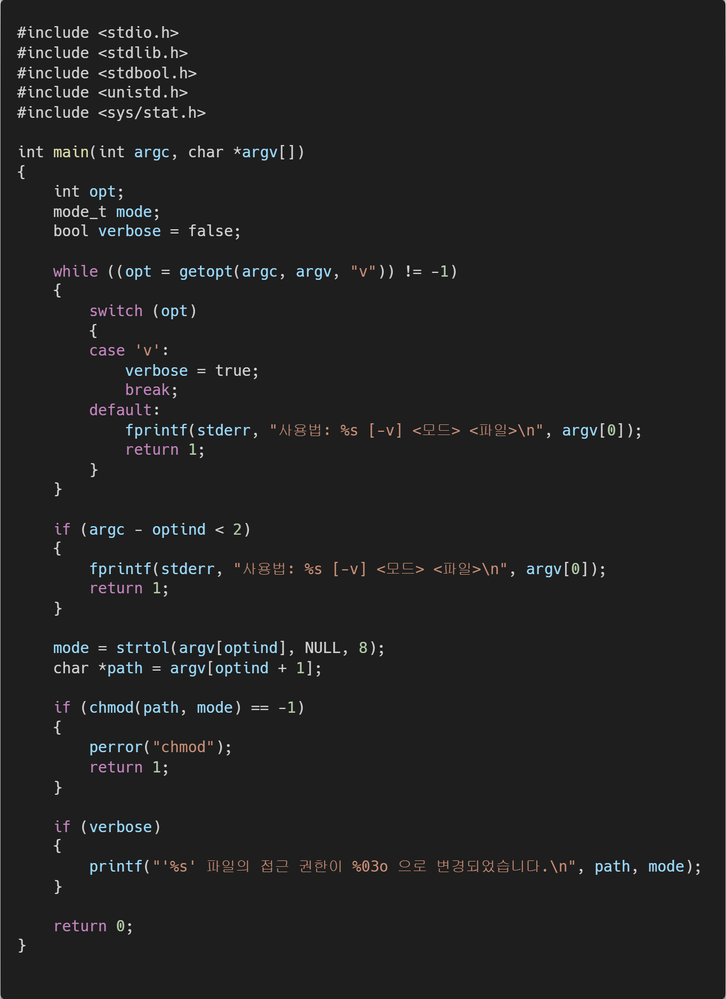 #include <stdio.h>
#include <stdlib.h>
#include <stdbool.h>
#include <unistd.h>
#include <sys/stat.h>

int main(int argc, char *argv[])
{
    int opt;
    mode_t mode;
    bool verbose = false;

    while ((opt = getopt(argc, argv, "v")) != -1)
    {
        switch (opt)
        {
        case 'v':
            verbose = true;
            break;
        default:
            fprintf(stderr, "사용법: %s [-v] <모드> <파일>\n", argv[0]);
            return 1;
        }
    }

    if (argc - optind < 2)
    {
        fprintf(stderr, "사용법: %s [-v] <모드> <파일>\n", argv[0]);
        return 1;
    }

    mode = strtol(argv[optind], NULL, 8);
    char *path = argv[optind + 1];

    if (chmod(path, mode) == -1)
    {
        perror("chmod");
        return 1;
    }

    if (verbose)
    {
        printf("'%s' 파일의 접근 권한이 %03o 으로 변경되었습니다.\n", path, mode);
    }

    return 0;
}